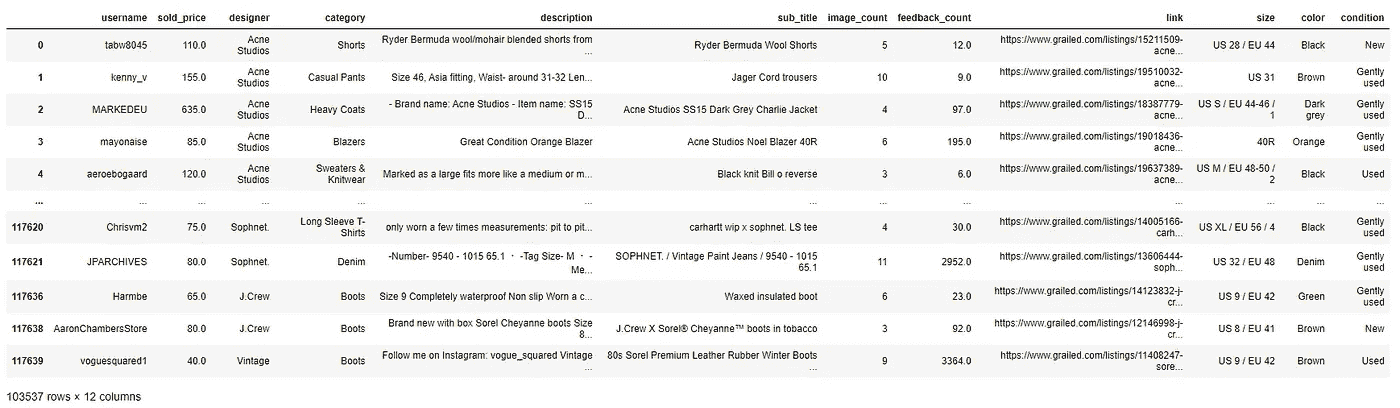 username sold_price designer category description sub_title image_count feedback_count link size color condition
0 tabw8045 110.0 Acne Studios Shorts Ryder Bermuda wool/mohair blended shorts from ... Ryder Bermuda Wool Shorts 5 12.0 https://www.grailed.com/listings/15211509-acne... US 28 / EU 44 Black New
1 kenny_v 155.0 Acne Studios Casual Pants Size 46, Asia fitting, Waist- around 31-32 Len... Jager Cord trousers 10 9.0 https://www.grailed.com/listings/19510032-acne... US 31 Brown Gently used
2 MARKEDEU 635.0 Acne Studios Heavy Coats - Brand name: Acne Studios - Item name: SS15 D... Acne Studios SS15 Dark Grey Charlie Jacket 4 97.0 https://www.grailed.com/listings/18387779-acne... US S / EU 44-46 / 1 Dark grey Gently used
3 mayonaise 85.0 Acne Studios Blazers Great Condition Orange Blazer Acne Studios Noel Blazer 40R 6 195.0 https://www.grailed.com/listings/19018436-acne... 40R Orange Gently used
4 aeroebogaard 120.0 Acne Studios Sweaters & Knitwear Marked as a large fits more like a medium or m... Black knit Bill o reverse 3 6.0 https://www.grailed.com/listings/19637389-acne... US M / EU 48-50 / 2 Black Used
... ... ... ... ... ... ... ... ... ... ... ... ...
117620 Chrisvm2 75.0 Sophnet. Long Sleeve T-Shirts only worn a few times measurements: pit to pit... carhartt wip x sophnet. LS tee 4 30.0 https://www.grailed.com/listings/14005166-carh... US XL / EU 56 / 4 Black Gently used
117621 JPARCHIVES 80.0 Sophnet. Denim -Number- 9540 - 1015 65.1 ・ -Tag Size- M ・ -Me... SOPHNET. / Vintage Paint Jeans / 9540 - 1015 65.1 11 2952.0 https://www.grailed.com/listings/13606444-soph... US 32 / EU 48 Denim Gently used
117636 Harmbe 65.0 J.Crew Boots Size 9 Completely waterproof Non slip Worn a c... Waxed insulated boot 6 23.0 https://www.grailed.com/listings/14123832-j-cr... US 9 / EU 42 Green Gently used
117638 AaronChambersStore 80.0 J.Crew Boots Brand new with box Sorel Cheyanne boots Size 8... J.Crew X Sorel® Cheyanne™ boots in tobacco 3 92.0 https://www.grailed.com/listings/12146998-j-cr... US 8 / EU 41 Brown New
117639 voguesquared1 40.0 Vintage Boots Follow me on Instagram: vogue_squared Vintage ... 80s Sorel Premium Leather Rubber Winter Boots ... 9 3364.0 https://www.grailed.com/listings/11408247-sore... US 9 / EU 42 Brown Used
103537 rows × 12 columns